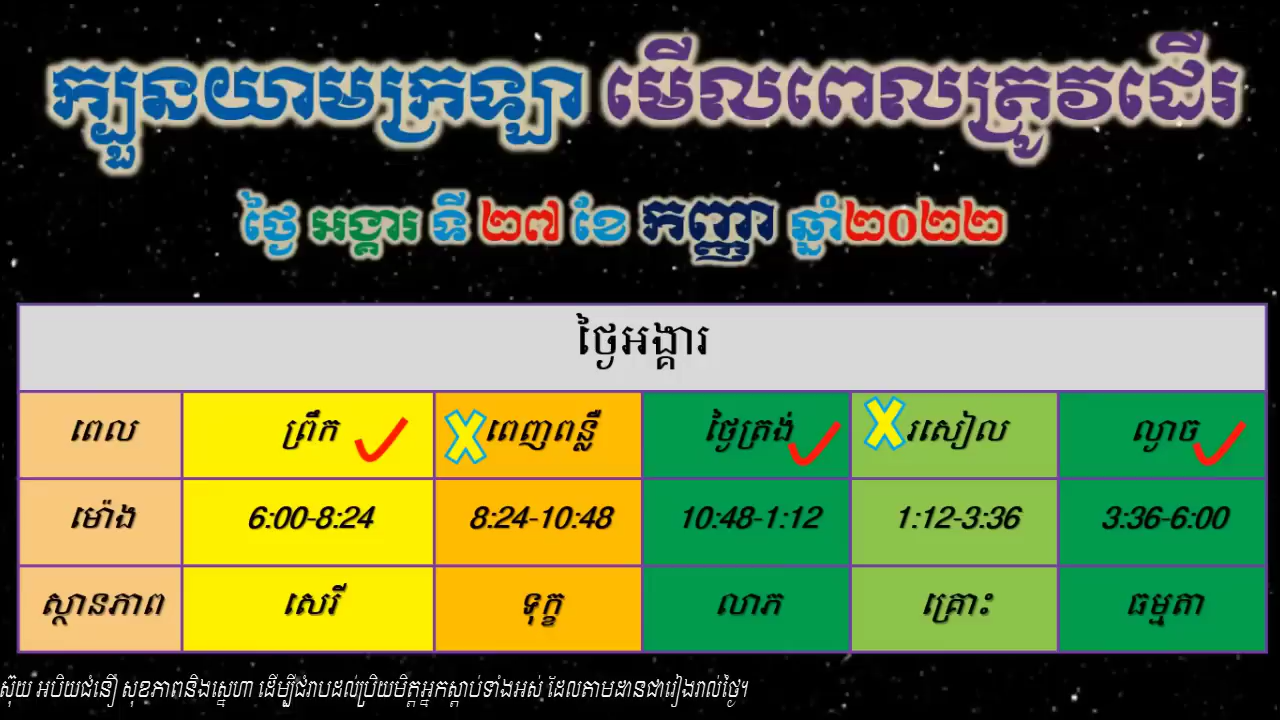 ក្បួនយាមក្រឡា មើលពេលត្រូវដើរ
ថ្ងៃ អង្គារ ទី ២៧ ខែ កញ្ញា ឆ្នាំ២០២២
ថ្ងៃអង្គារ
ពេល ព្រឹក ពេញពន្លឺ ថ្ងៃត្រង់ រសៀល ល្ងាច
ម៉ោង 6:00-8:24 8:24-10:48 10:48-1:12 1:12-3:36 3:36-6:00
ស្ថានភាព សេរី ទុក្ខ លាភ គ្រោះ ធម្មតា
ស៊ុយ អបិយជំនឿ សុខភាពនិងស្នេហា ដើម្បីជំរាបដល់ប្រិយមិត្តអ្នកស្តាប់ទាំងអស់ ដែលតាមដានជារៀងរាល់ថ្ងៃ។